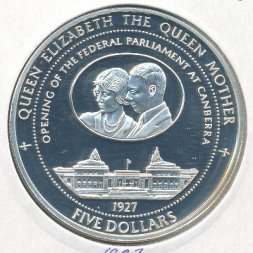 QUEEN ELIZABETH THE QUEEN MOTHER
OPENING OF THE FEDERAL PARLIAMENT AT CANBERRA
1927
FIVE DOLLARS